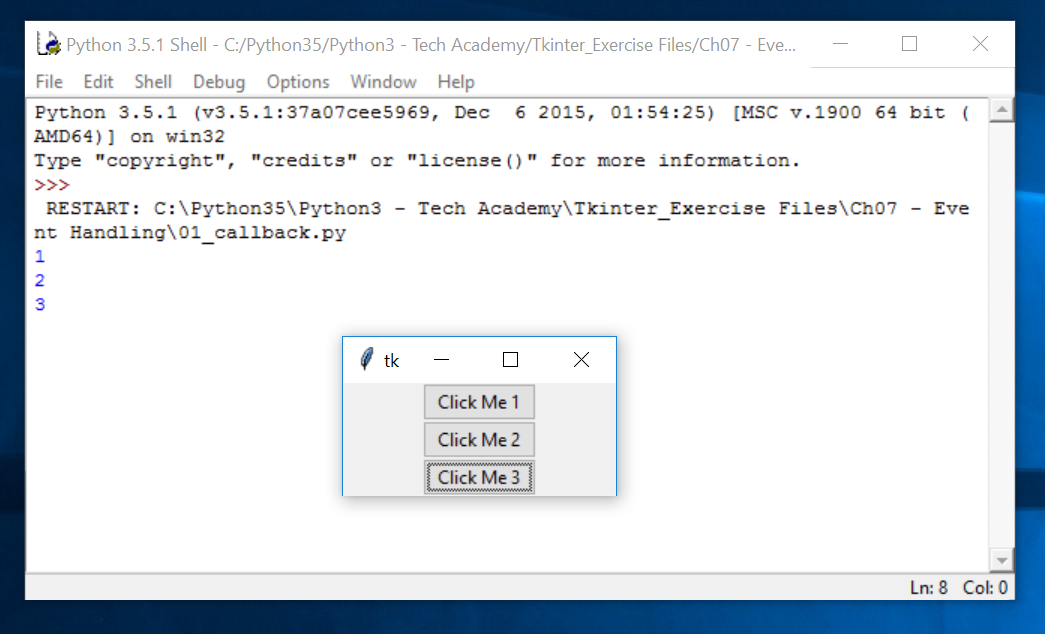 Python 3.5.1 Shell - C:/Python35/Python3 - Tech Academy/Tkinter_Exercise Files/Ch07 - Eve...
File Edit Shell Debug Options Window Help
Python 3.5.1 (v3.5.1:37a07cee5969, Dec  6 2015, 01:54:25) [MSC v.1900 64 bit (
AMD64)] on win32
Type "copyright", "credits" or "license()" for more information.
>>>
 RESTART: C:\Python35\Python3 - Tech Academy\Tkinter_Exercise Files\Ch07 - Eve
nt Handling\01_callback.py
1
2
3
tk
Click Me 1
Click Me 2
Click Me 3
Ln: 8 Col: 0